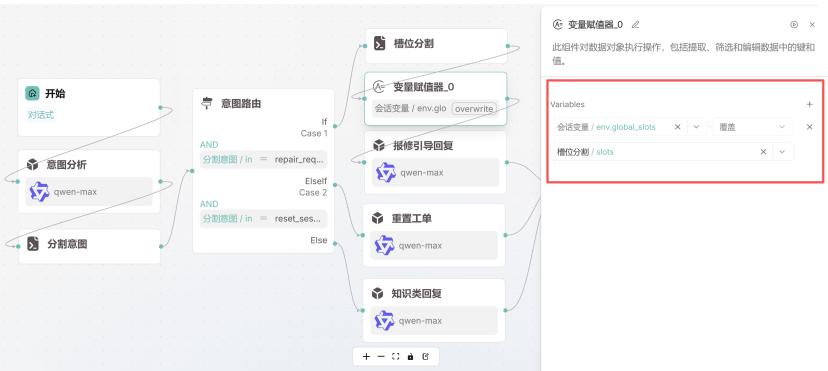 开始
对话式
意图分析
qwen-max
分割意图
意图路由
If
Case 1
AND
分割意图 / in = repair_req...
ElseIf
Case 2
AND
分割意图 / in = reset_ses...
Else
槽位分割
变量赋值器_0
会话变量 / env.glo overwrite
报修引导回复
qwen-max
重置工单
qwen-max
知识类回复
qwen-max
变量赋值器_0
此组件对数据对象执行操作，包括提取、筛选和编辑数据中的键和
值。
Variables
会话变量 / env.global_slots 覆盖
槽位分割 / slots